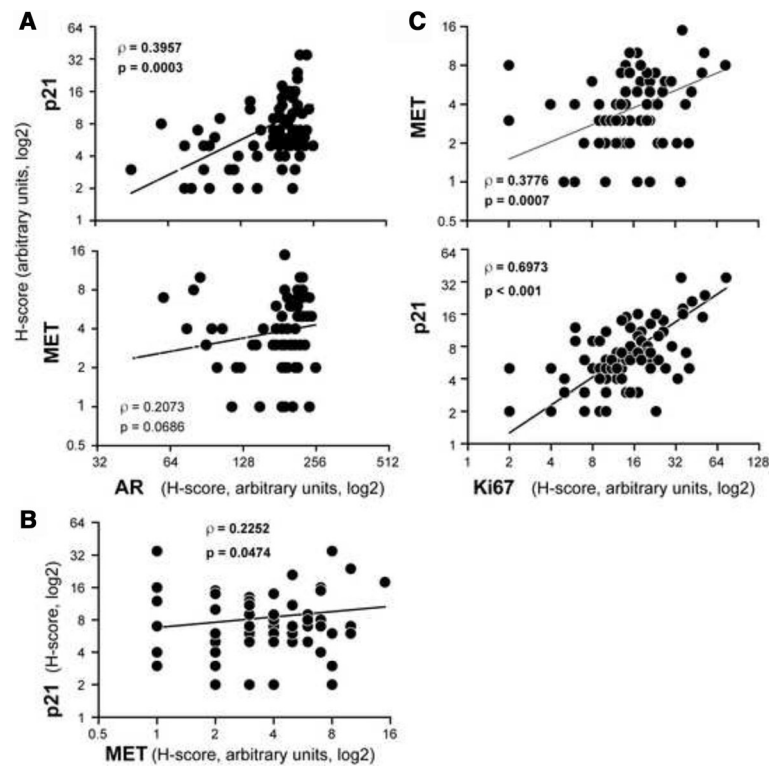 A
64
32
16
8
4
2
1
ρ = 0.3957
p = 0.0003
p21
H-score (arbitrary units, log2)
16
8
4
2
1
0.5
ρ = 0.2073
p = 0.0686
MET
32 64 128 256 512
AR (H-score, arbitrary units, log2)
B
64
32
16
8
4
2
1
ρ = 0.2252
p = 0.0474
p21 (H-score, log2)
0.5 1 2 4 8 16
MET (H-score, arbitrary units, log2)
C
16
8
4
2
1
0.5
ρ = 0.3776
p = 0.0007
MET
64
32
16
8
4
2
1
ρ = 0.6973
p < 0.001
p21
1 2 4 8 16 32 64 128
Ki67 (H-score, arbitrary units, log2)